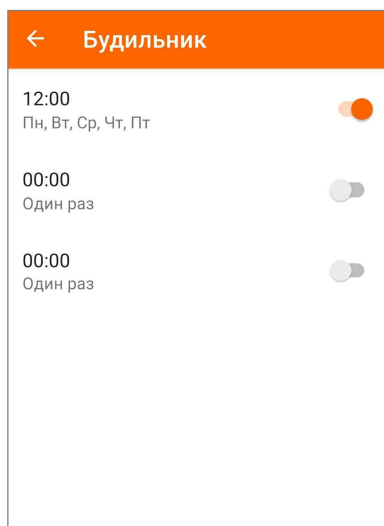 Будильник
12:00
Пн, Вт, Ср, Чт, Пт
00:00
Один раз
00:00
Один раз